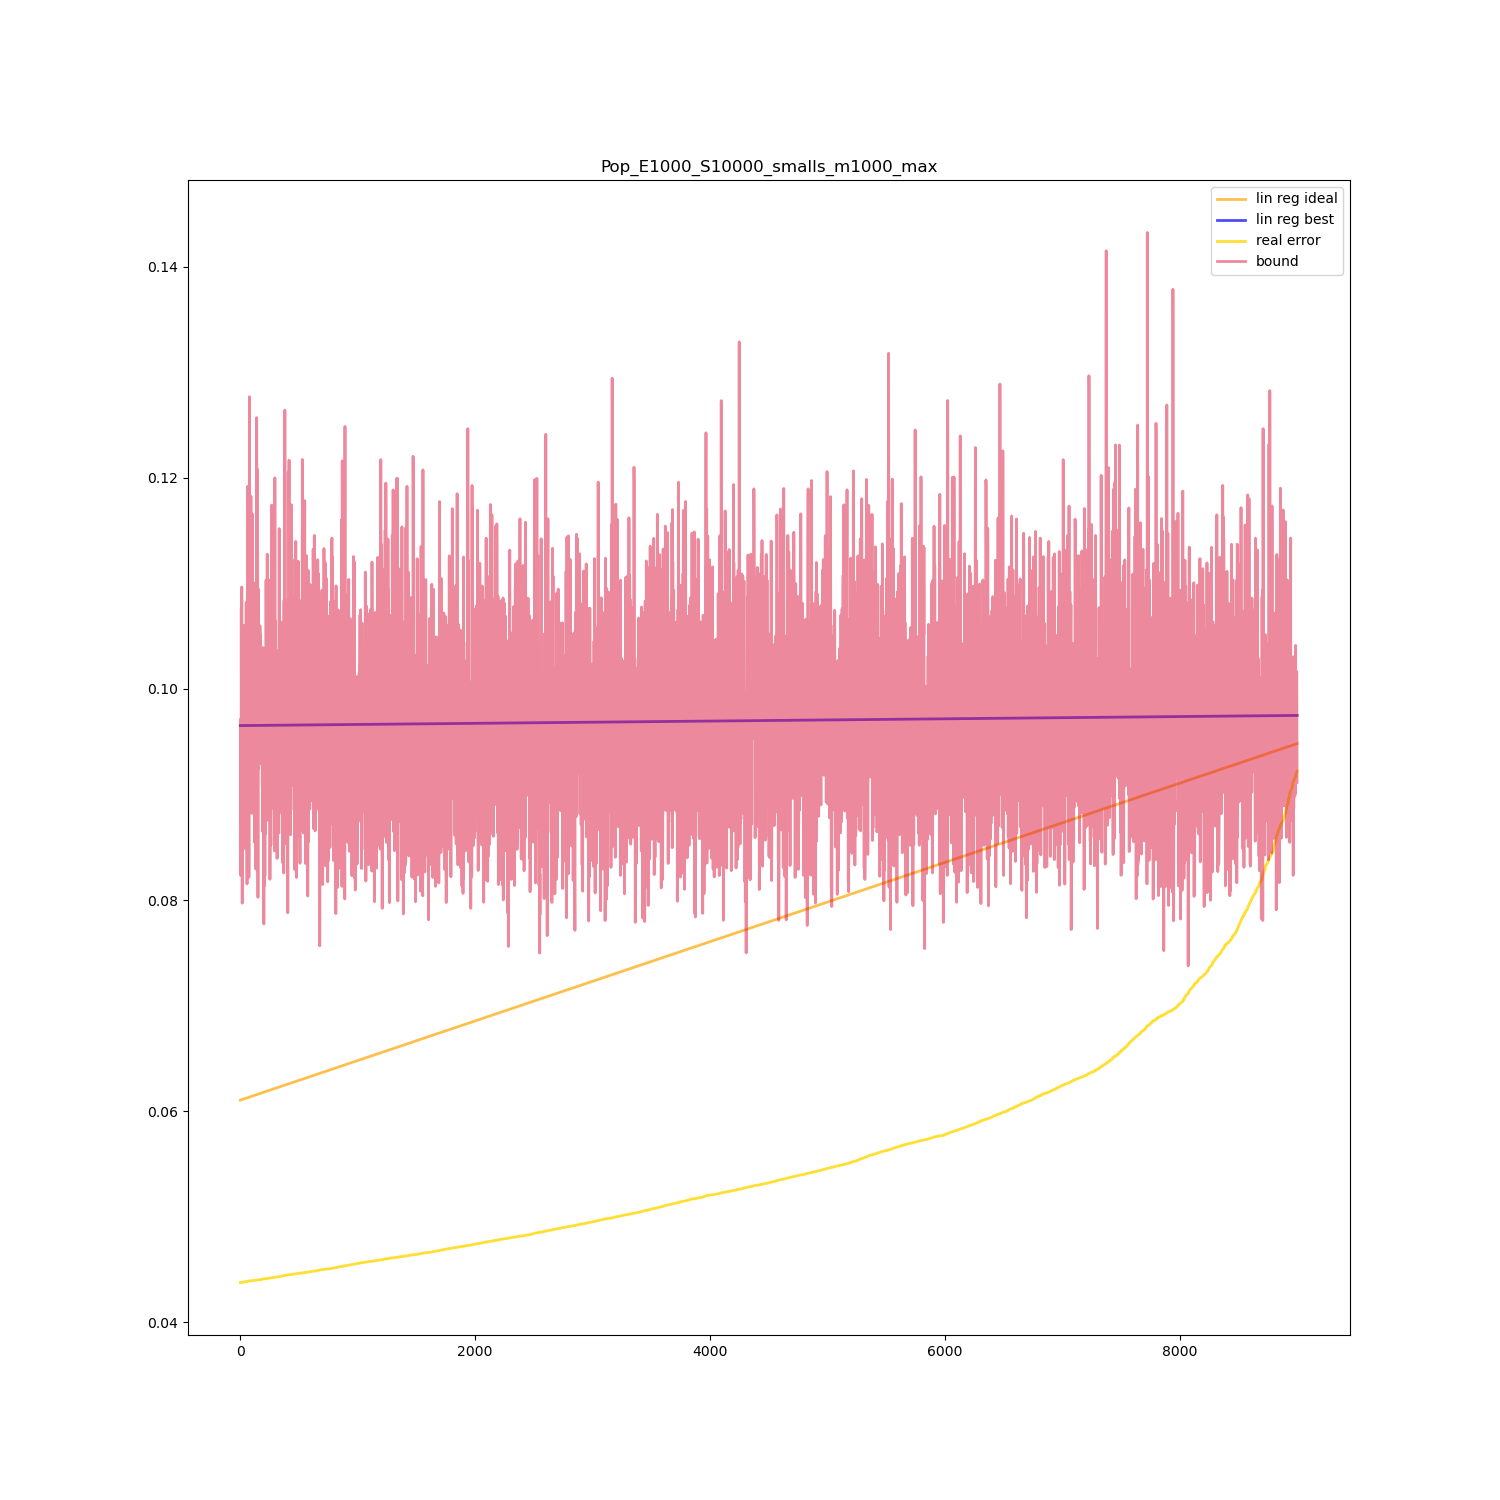 Pop_E1000_S10000_smalls_m1000_max
lin reg ideal
lin reg best
real error
bound
0.14
0.12
0.10
0.08
0.06
0.04
0
2000
4000
6000
8000